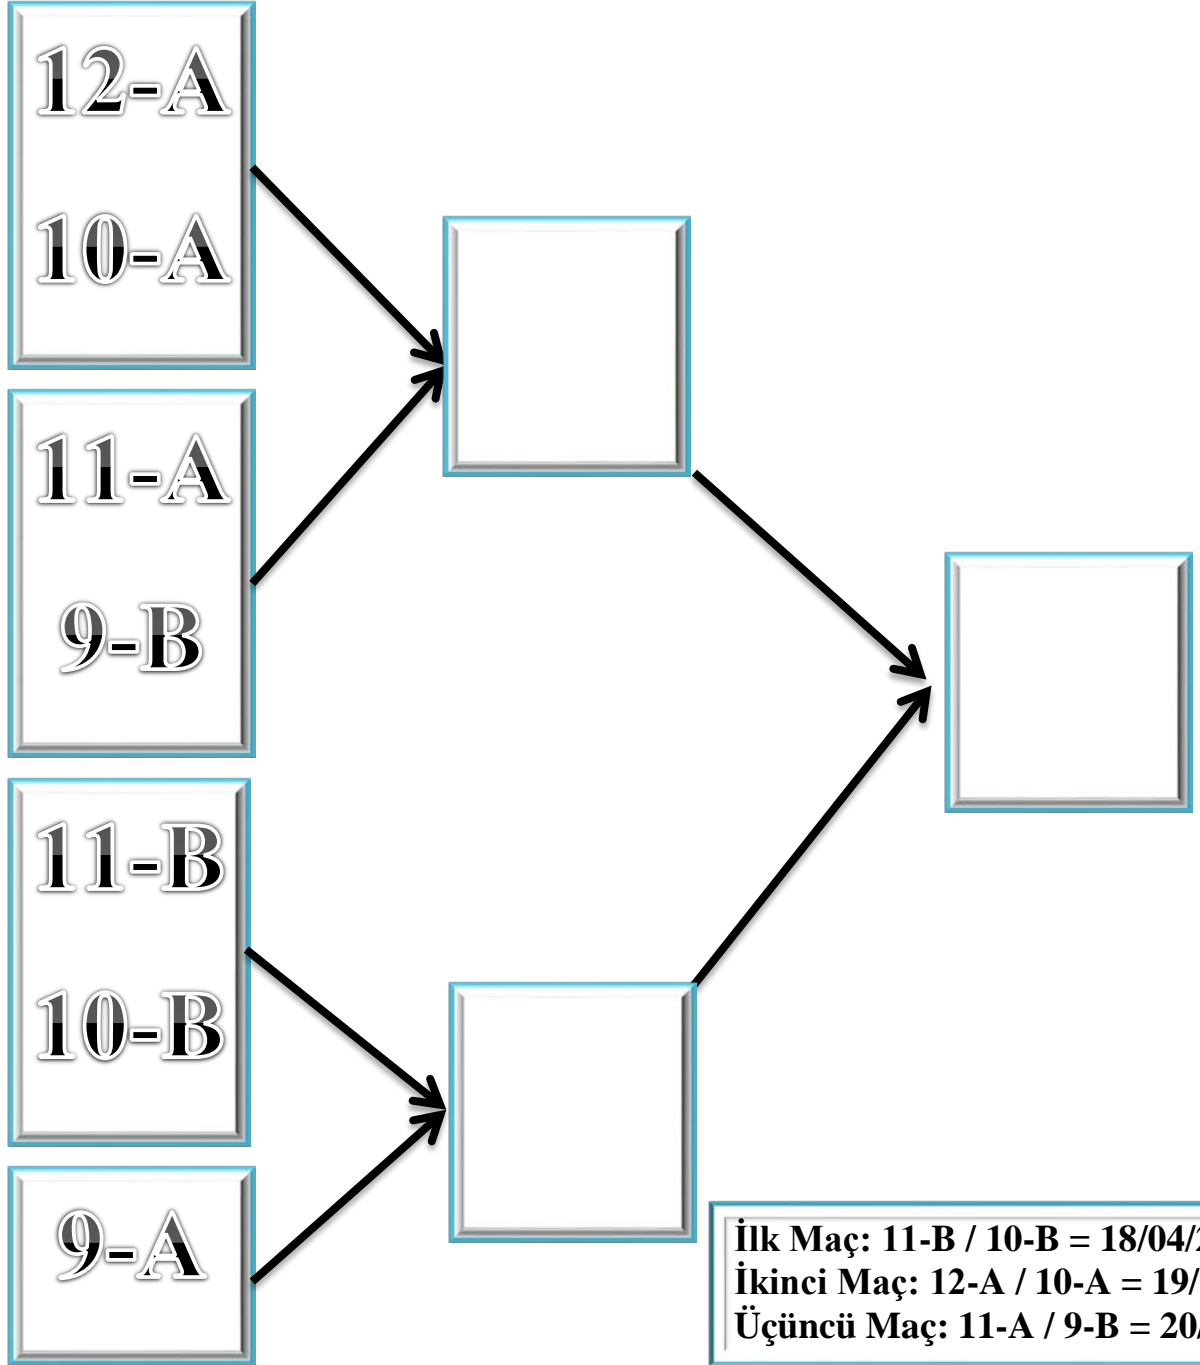 12-A
10-A
11-A
9-B
11-B
10-B
9-A
İlk Maç: 11-B / 10-B = 18/04/
İkinci Maç: 12-A / 10-A = 19/
Üçüncü Maç: 11-A / 9-B = 20